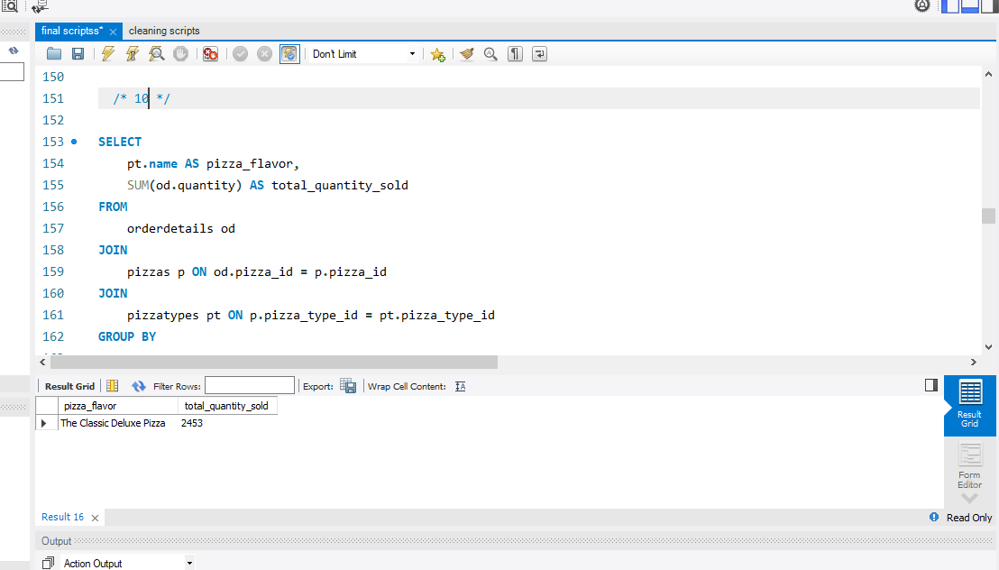 final scriptss* × cleaning scripts
Don't Limit
150
151 /* 10 */
152
153 SELECT
154 pt.name AS pizza_flavor,
155 SUM(od.quantity) AS total_quantity_sold
156 FROM
157 orderdetails od
158 JOIN
159 pizzas p ON od.pizza_id = p.pizza_id
160 JOIN
161 pizzatypes pt ON p.pizza_type_id = pt.pizza_type_id
162 GROUP BY
Result Grid Filter Rows: Export: Wrap Cell Content: IA
pizza_flavor total_quantity_sold
The Classic Deluxe Pizza 2453
Result
Grid
Form
Editor
Result 16 × Read Only
Output
Action Output